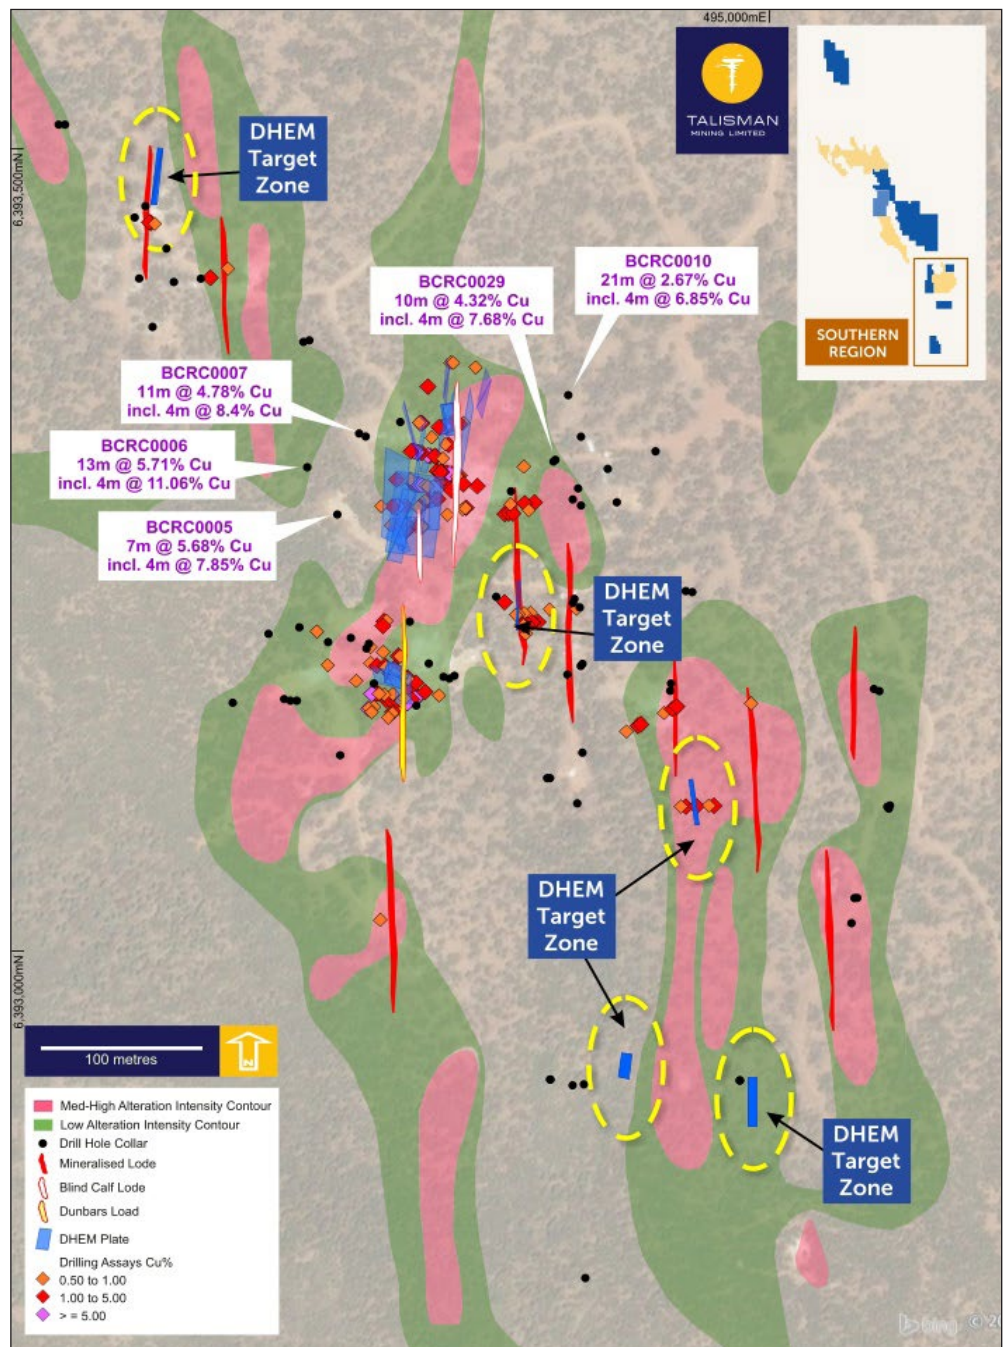 495,000mE
TALISMAN
MINING LIMITED
SOUTHERN
REGION
6,393,500mN
DHEM
Target
Zone
BCRC0029
10m @ 4.32% Cu
incl. 4m @ 7.68% Cu
BCRC0010
21m @ 2.67% Cu
incl. 4m @ 6.85% Cu
BCRC0007
11m @ 4.78% Cu
incl. 4m @ 8.4% Cu
BCRC0006
13m @ 5.71% Cu
incl. 4m @ 11.06% Cu
BCRC0005
7m @ 5.68% Cu
incl. 4m @ 7.85% Cu
DHEM
Target
Zone
DHEM
Target
Zone
6,393,000mN
DHEM
Target
Zone
100 metres
N
Med-High Alteration Intensity Contour
Low Alteration Intensity Contour
Drill Hole Collar
Mineralised Lode
Blind Calf Lode
Dunbars Load
DHEM Plate
Drilling Assays Cu%
0.50 to 1.00
1.00 to 5.00
> = 5.00
bing © 20